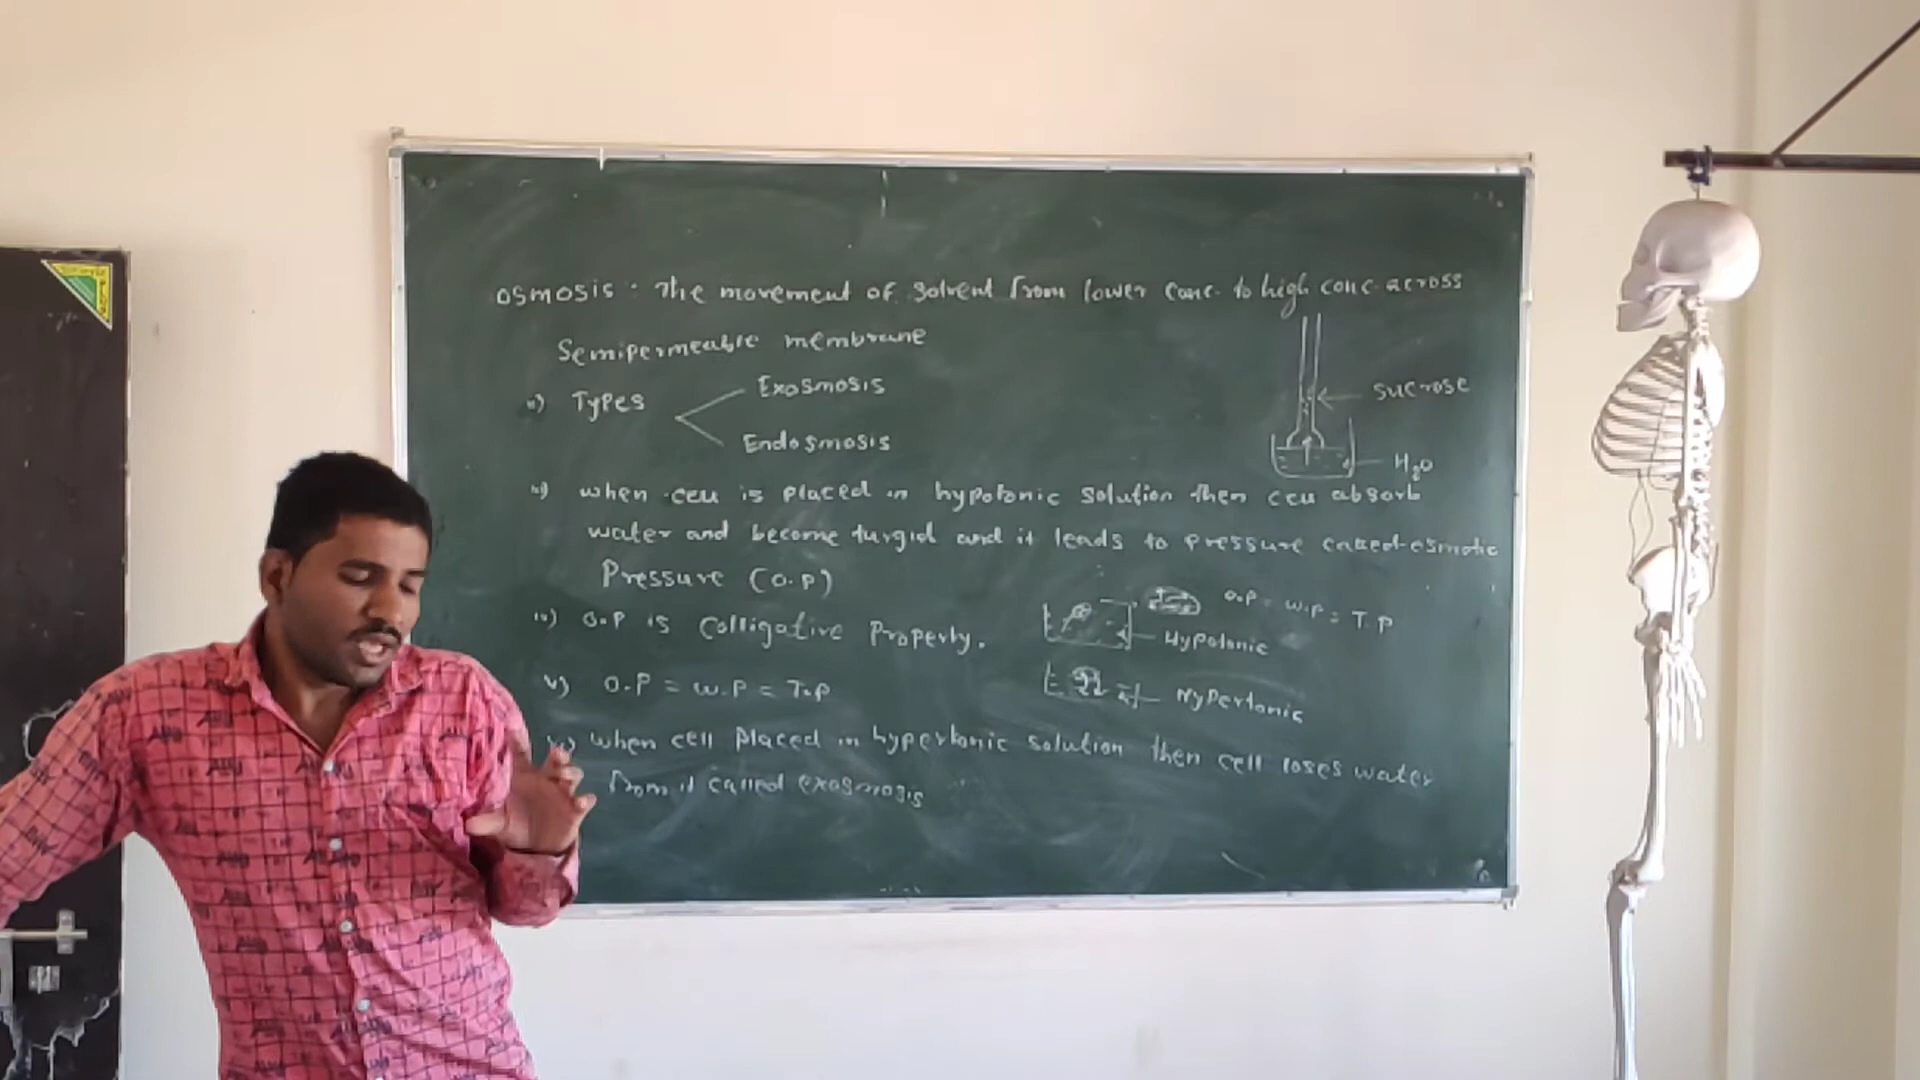 OSMOSIS : The movement of solvent from lower conc. to high conc. across
Semipermeable membrane
ii) Types
Exosmosis
Endosmosis
sucrose
H2O
iii) when cell is placed in hypotonic solution then cell absorb
water and become turgid and it leads to pressure called osmotic
Pressure (O.P)
iv) O.P is Colligative Property.
O.P = W.P = T.P
Hypotonic
v) O.P = W.P = T.P
Hypertonic
vi) when cell placed in hypertonic solution then cell loses water
from it called exosmosis